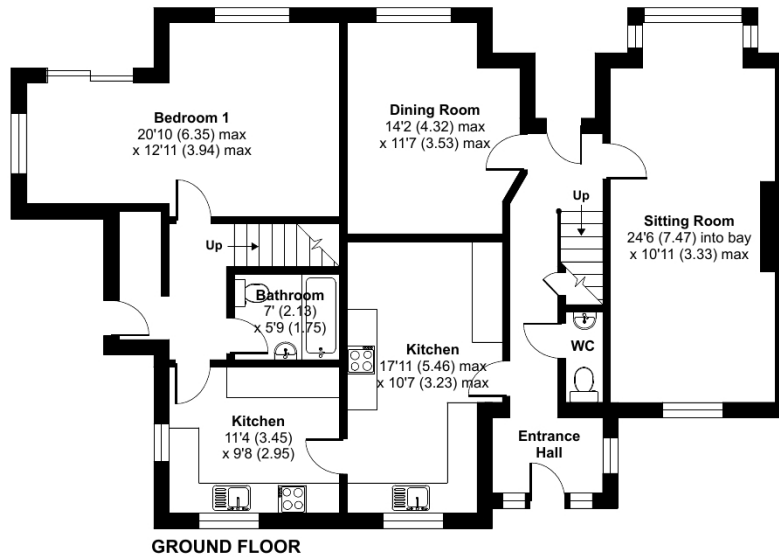 Bedroom 1
20'10 (6.35) max
x 12'11 (3.94) max
Dining Room
14'2 (4.32) max
x 11'7 (3.53) max
Up
Sitting Room
24'6 (7.47) into bay
x 10'11 (3.33) max
Up
Bathroom
7' (2.13)
x 5'9 (1.75)
Kitchen
17'11 (5.46) max
x 10'7 (3.23) max
WC
Kitchen
11'4 (3.45)
x 9'8 (2.95)
Entrance
Hall
GROUND FLOOR